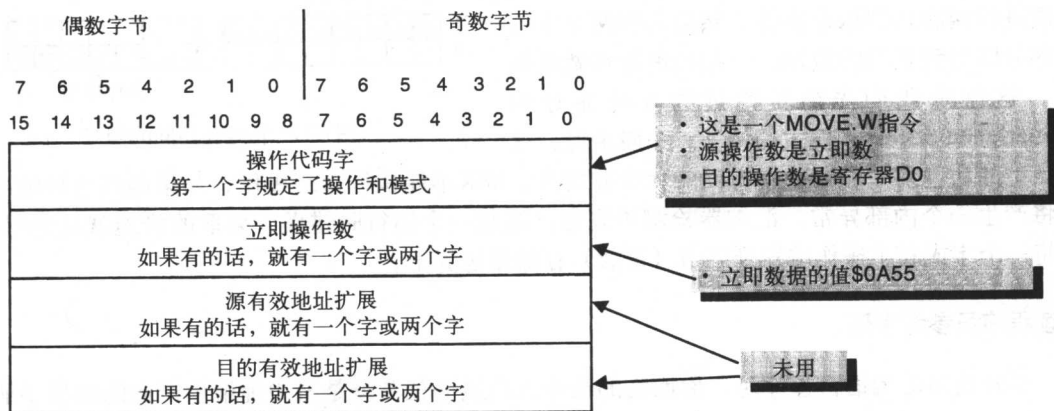 偶数字节 奇数字节
7 6 5 4 2 1 0 7 6 5 4 3 2 1 0
15 14 13 12 11 10 9 8 7 6 5 4 3 2 1 0
操作代码字
第一个字规定了操作和模式
立即操作数
如果有的话，就有一个字或两个字
源有效地址扩展
如果有的话，就有一个字或两个字
目的有效地址扩展
如果有的话，就有一个字或两个字
· 这是一个MOVE.W指令
· 源操作数是立即数
· 目的操作数是寄存器D0
· 立即数据的值$0A55
未用